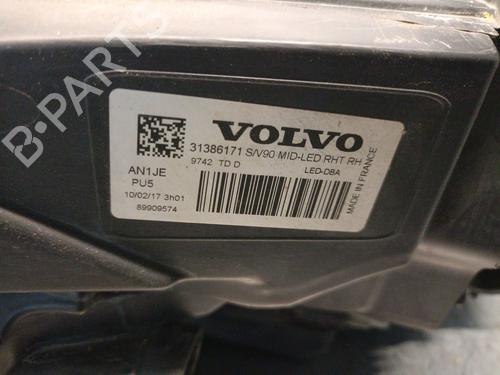 B-PARTS
VOLVO
31386171 S/V90 MID-LED RHT RH
9742 TD D
LED-DBA
AN1JE
PU5
10/02/17 3h01
89909574
MADE IN FRANCE